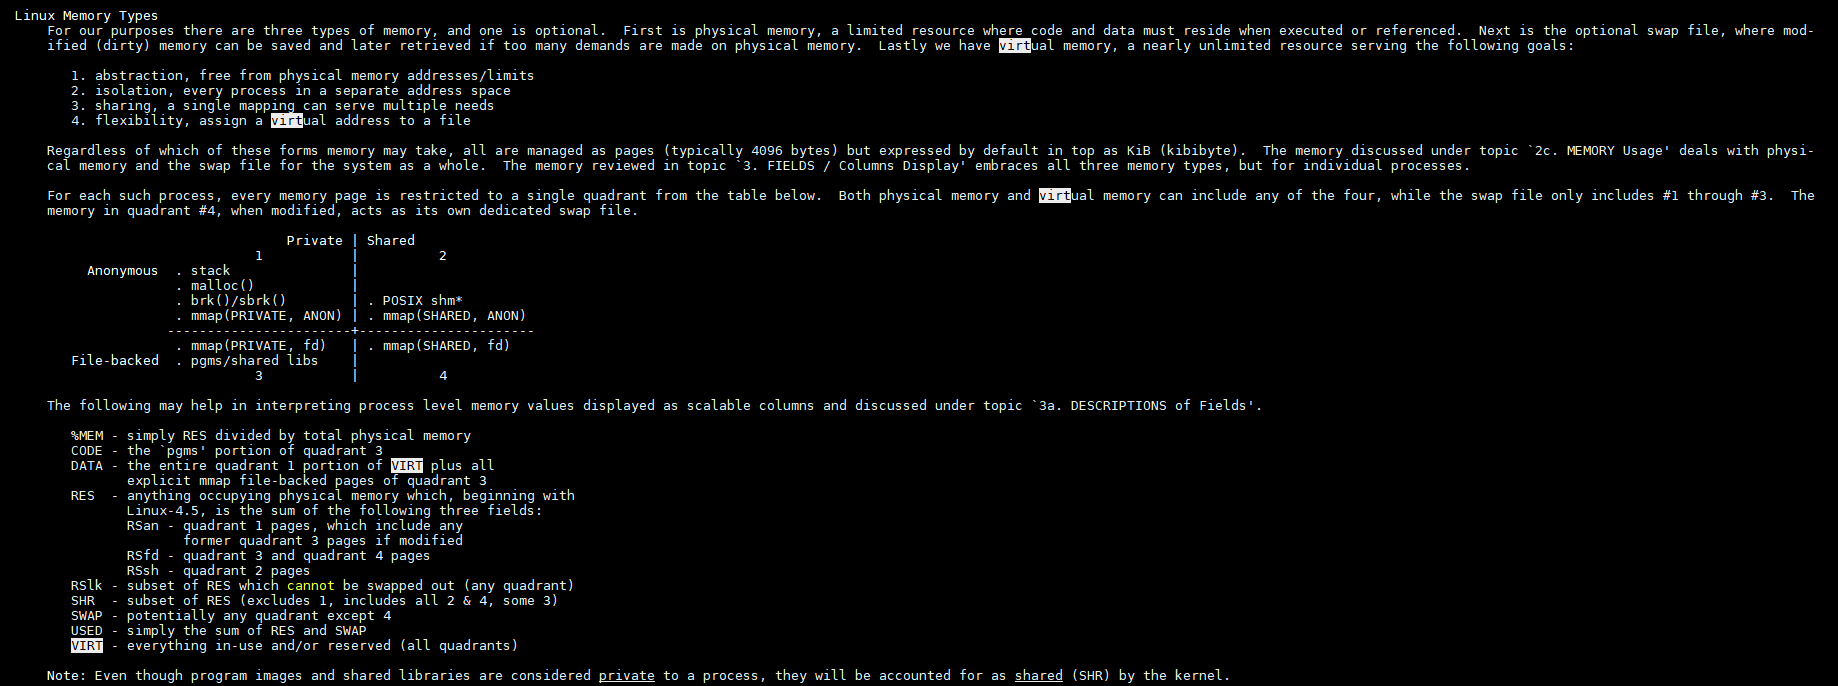 Linux Memory Types
For our purposes there are three types of memory, and one is optional.  First is physical memory, a limited resource where code and data must reside when executed or referenced.  Next is the optional swap file, where mod-
ified (dirty) memory can be saved and later retrieved if too many demands are made on physical memory.  Lastly we have virtual memory, a nearly unlimited resource serving the following goals:

1. abstraction, free from physical memory addresses/limits
2. isolation, every process in a separate address space
3. sharing, a single mapping can serve multiple needs
4. flexibility, assign a virtual address to a file

Regardless of which of these forms memory may take, all are managed as pages (typically 4096 bytes) but expressed by default in top as KiB (kibibyte).  The memory discussed under topic `2c. MEMORY Usage' deals with physi-
cal memory and the swap file for the system as a whole.  The memory reviewed in topic `3. FIELDS / Columns Display' embraces all three memory types, but for individual processes.

For each such process, every memory page is restricted to a single quadrant from the table below.  Both physical memory and virtual memory can include any of the four, while the swap file only includes #1 through #3.  The
memory in quadrant #4, when modified, acts as its own dedicated swap file.

                           Private | Shared
                       1           |          2
  Anonymous  . stack               |
             . malloc()            |
             . brk()/sbrk()        | . POSIX shm*
             . mmap(PRIVATE, ANON) | . mmap(SHARED, ANON)
            -----------------------+----------------------
             . mmap(PRIVATE, fd)   | . mmap(SHARED, fd)
File-backed  . pgms/shared libs    |
                       3           |          4

The following may help in interpreting process level memory values displayed as scalable columns and discussed under topic `3a. DESCRIPTIONS of Fields'.

%MEM - simply RES divided by total physical memory
CODE - the `pgms' portion of quadrant 3
DATA - the entire quadrant 1 portion of VIRT plus all
       explicit mmap file-backed pages of quadrant 3
RES  - anything occupying physical memory which, beginning with
       Linux-4.5, is the sum of the following three fields:
       RSan - quadrant 1 pages, which include any
              former quadrant 3 pages if modified
       RSfd - quadrant 3 and quadrant 4 pages
       RSsh - quadrant 2 pages
RSlk - subset of RES which cannot be swapped out (any quadrant)
SHR  - subset of RES (excludes 1, includes all 2 & 4, some 3)
SWAP - potentially any quadrant except 4
USED - simply the sum of RES and SWAP
VIRT - everything in-use and/or reserved (all quadrants)

Note: Even though program images and shared libraries are considered private to a process, they will be accounted for as shared (SHR) by the kernel.